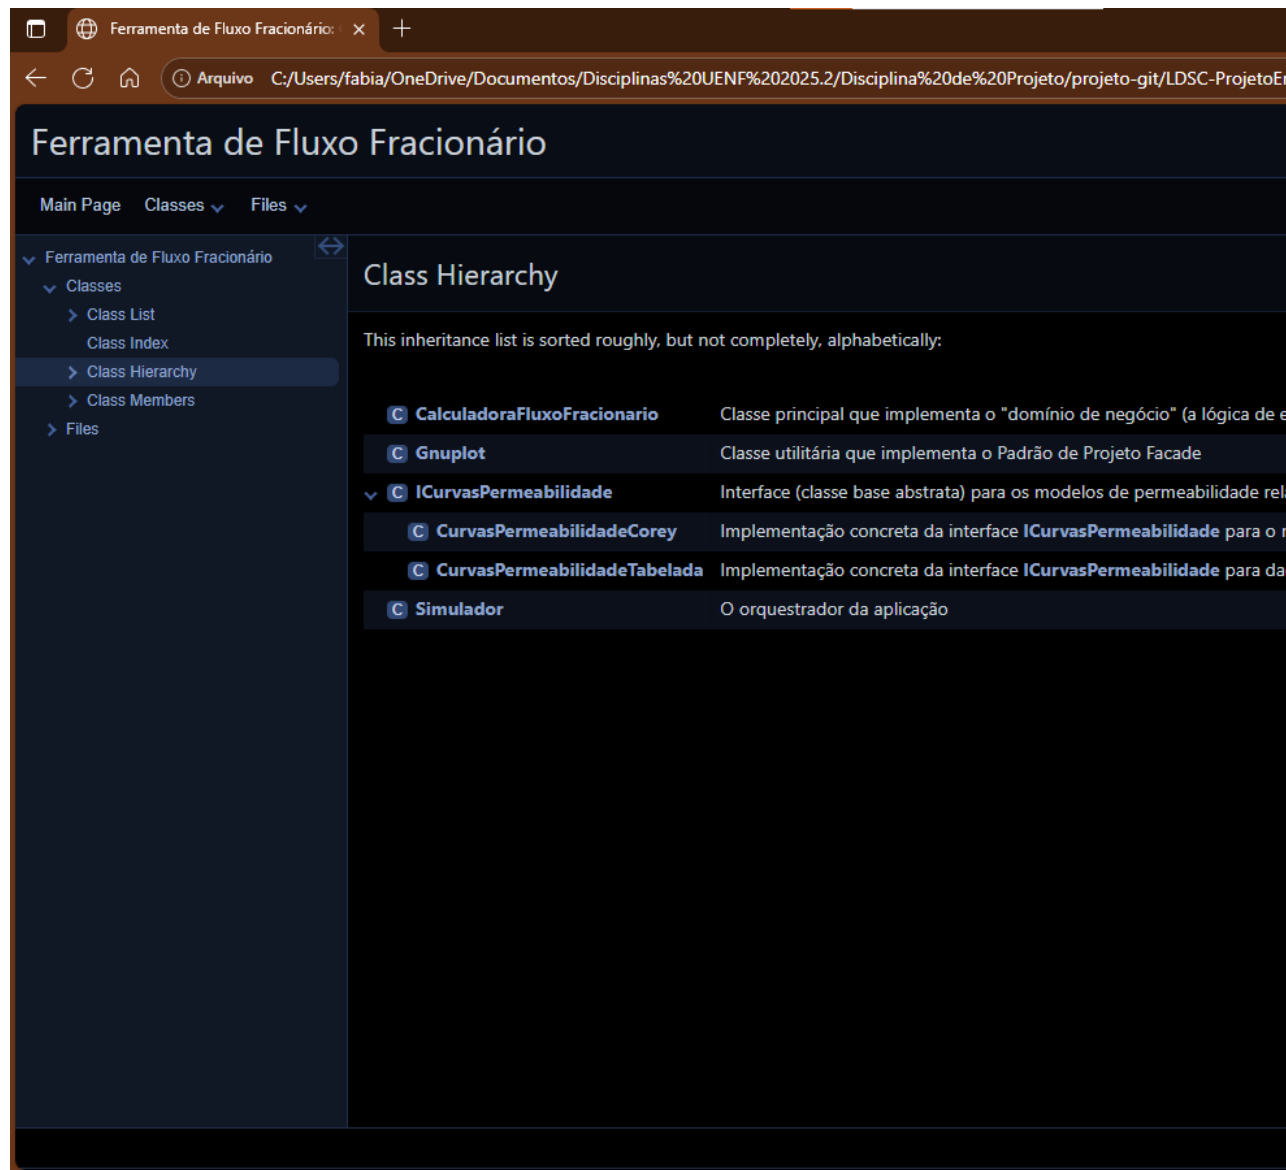 Ferramenta de Fluxo Fracionário:
Arquivo C:/Users/fabia/OneDrive/Documentos/Disciplinas%20UENF%202025.2/Disciplina%20de%20Projeto/projeto-git/LDSC-ProjetoE
Ferramenta de Fluxo Fracionário
Main Page Classes Files
Ferramenta de Fluxo Fracionário
Classes
Class List
Class Index
Class Hierarchy
Class Members
Files
Class Hierarchy
This inheritance list is sorted roughly, but not completely, alphabetically:
C CalculadoraFluxoFracionario Classe principal que implementa o "domínio de negócio" (a lógica de e
C Gnuplot Classe utilitária que implementa o Padrão de Projeto Facade
C ICurvasPermeabilidade Interface (classe base abstrata) para os modelos de permeabilidade rel
C CurvasPermeabilidadeCorey Implementação concreta da interface ICurvasPermeabilidade para o
C CurvasPermeabilidadeTabelada Implementação concreta da interface ICurvasPermeabilidade para da
C Simulador O orquestrador da aplicação